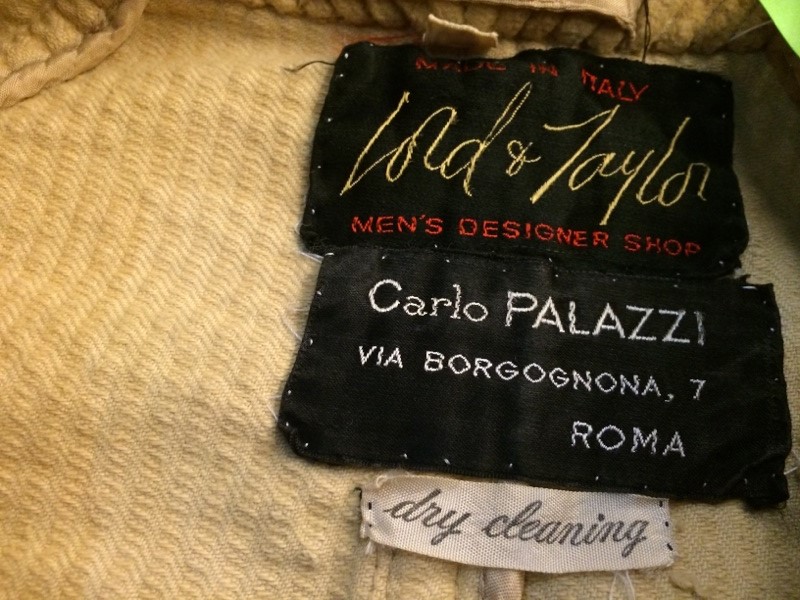 MADE IN ITALY
Lord & Taylor
MEN'S DESIGNER SHOP
Carlo PALAZZI
VIA BORGOGNONA, 7
ROMA
dry cleaning